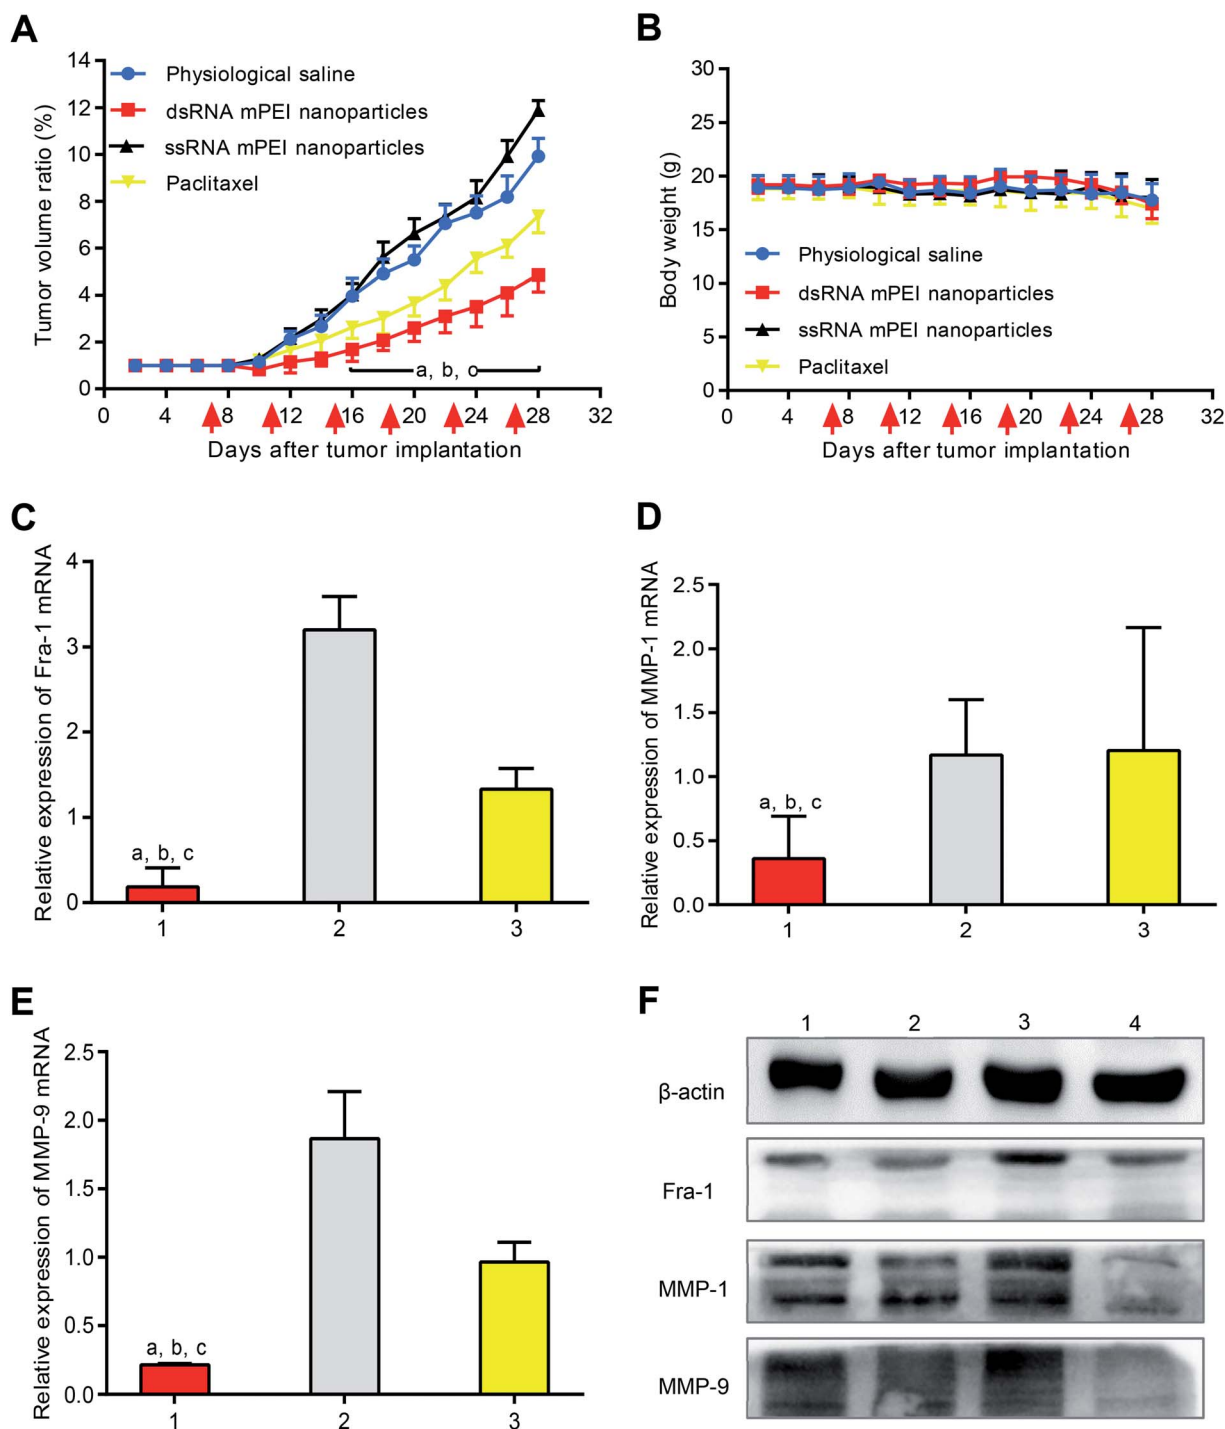 A
Tumor volume ratio (%)
14
12
10
8
6
4
2
0
Physiological saline
dsRNA mPEI nanoparticles
ssRNA mPEI nanoparticles
Paclitaxel
a, b, c
0 4 8 12 16 20 24 28 32
Days after tumor implantation
B
Body weight (g)
30
25
20
15
10
5
0
Physiological saline
dsRNA mPEI nanoparticles
ssRNA mPEI nanoparticles
Paclitaxel
0 4 8 12 16 20 24 28 32
Days after tumor implantation
C
Relative expression of Fra-1 mRNA
4
3
2
1
0
a, b, c
1 2 3
D
Relative expression of MMP-1 mRNA
2.5
2.0
1.5
1.0
0.5
0.0
a, b, c
1 2 3
E
Relative expression of MMP-9 mRNA
2.5
2.0
1.5
1.0
0.5
0.0
a, b, c
1 2 3
F
1 2 3 4
β-actin
Fra-1
MMP-1
MMP-9